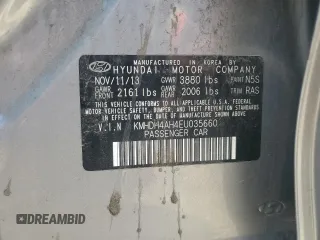 MANUFACTURED IN KOREA BY
HYUNDAI MOTOR COMPANY
NOV/11/13 GVWR 3880 lbs PAINT N5S
GAWR FRONT 2161 lbs GAWR REAR 2006 lbs TRIM RAS
THIS VEHICLE CONFORMS TO ALL APPLICABLE
FEDERAL MOTOR VEHICLE SAFETY, BUMPER,
AND THEFT PREVENTION STANDARDS IN EFFECT
ON THE DATE OF MANUFACTURE SHOWN ABOVE.
V.I.N KMHDH4AH4EU035660
PASSENGER CAR
DREAMBID